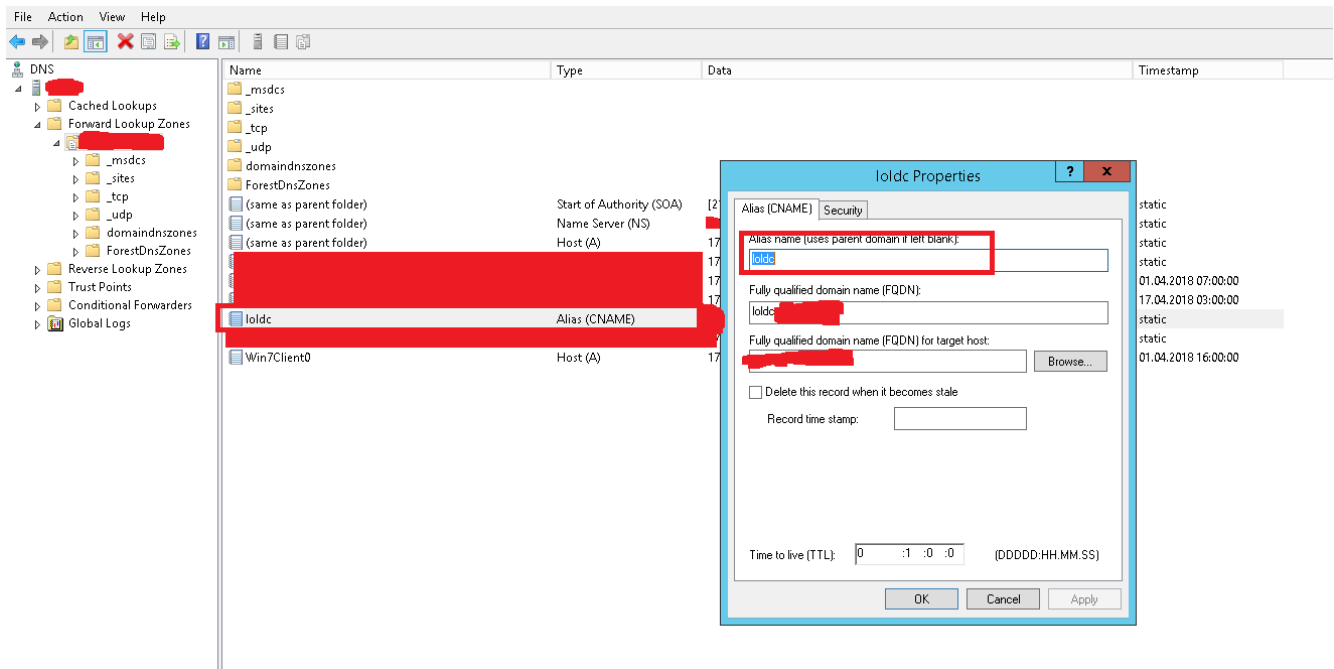 File Action View Help
DNS
Cached Lookups
Forward Lookup Zones
_msdcs
_sites
_tcp
_udp
domaindnszones
ForestDnsZones
Reverse Lookup Zones
Trust Points
Conditional Forwarders
Global Logs
Name Type Data Timestamp
_msdcs
_sites
_tcp
_udp
domaindnszones
ForestDnsZones
(same as parent folder) Start of Authority (SOA) [2 static
(same as parent folder) Name Server (NS) static
(same as parent folder) Host (A) 17 static
17 static
17 01.04.2018 07:00:00
17 17.04.2018 03:00:00
loldc Alias (CNAME) static
static
Win7Client0 Host (A) 17 01.04.2018 16:00:00
loldc Properties
? x
Alias (CNAME) Security
Alias name (uses parent domain if left blank):
loldc
Fully qualified domain name (FQDN):
loldc
Fully qualified domain name (FQDN) for target host:
Browse...
Delete this record when it becomes stale
Record time stamp:
Time to live (TTL): 0 :1 :0 :0 (DDDDD:HH.MM.SS)
OK Cancel Apply